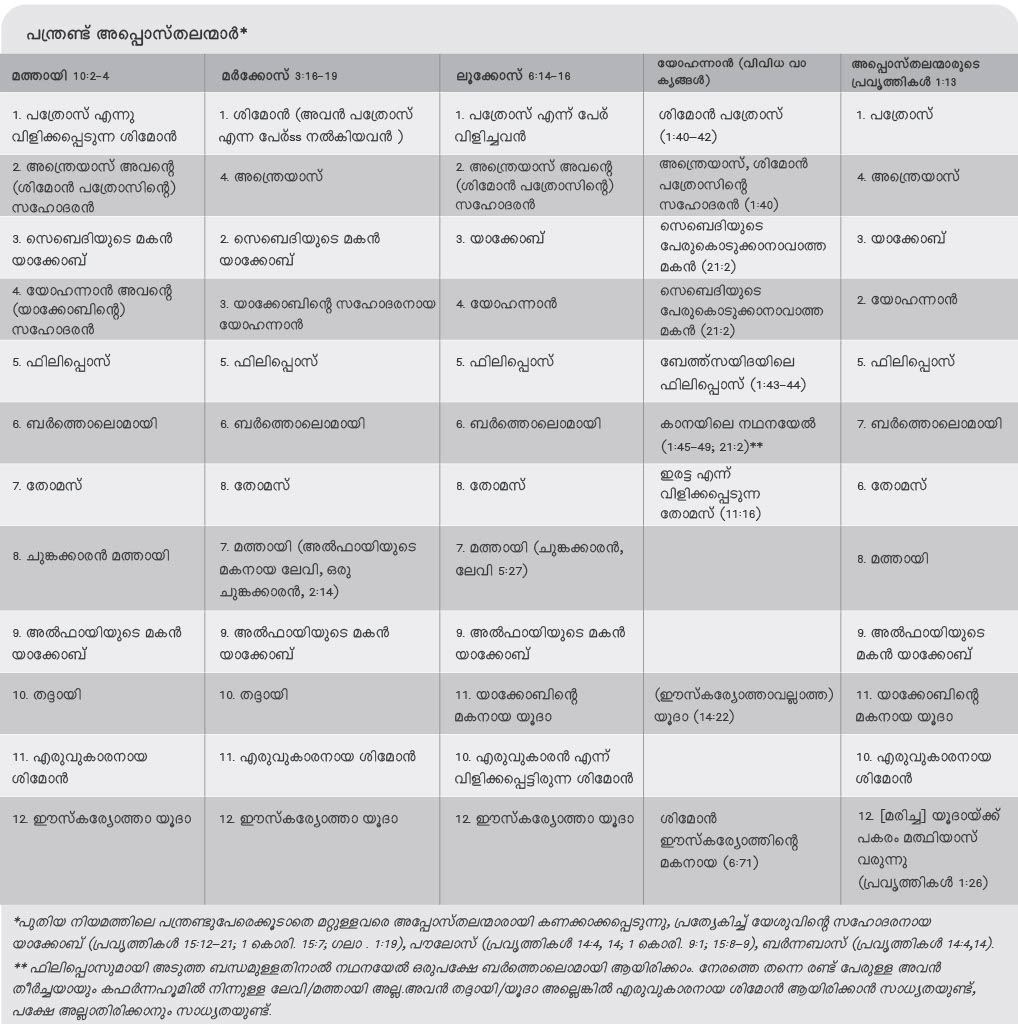 പന്ത്രണ്ട് അപ്പൊസ്തലന്മാർ*
മത്തായി 10:2–4
മർക്കോസ് 3:16–19
ലൂക്കോസ് 6:14–16
യോഹന്നാൻ (വിവിധ വാ
ക്യങ്ങൾ)
അപ്പൊസ്തലന്മാരുടെ
പ്രവൃത്തികൾ 1:13
1. പത്രോസ് എന്നു
വിളിക്കപ്പെടുന്ന ശിമോൻ
1. ശിമോൻ (അവൻ പത്രോസ്
എന്ന പേർss നൽകിയവൻ )
1. പത്രോസ് എന്ന് പേർ
വിളിച്ചവൻ
ശിമോൻ പത്രോസ്
(1:40–42)
1. പത്രോസ്
2. അന്ത്രെയാസ് അവന്റെ
(ശിമോൻ പത്രോസിന്റെ)
സഹോദരൻ
4. അന്ത്രെയാസ്
2. അന്ത്രെയാസ് അവന്റെ
(ശിമോൻ പത്രോസിന്റെ)
സഹോദരൻ
അന്ത്രെയാസ്, ശിമോൻ
പത്രോസിന്റെ
സഹോദരൻ (1:40)
4. അന്ത്രെയാസ്
3. സെബെദിയുടെ മകൻ
യാക്കോബ്
2. സെബെദിയുടെ മകൻ
യാക്കോബ്
3. യാക്കോബ്
സെബെദിയുടെ
പേരുകൊടുക്കാനാവാത്ത
മകൻ (21:2)
3. യാക്കോബ്
4. യോഹന്നാൻ അവന്റെ
(യാക്കോബിന്റെ)
സഹോദരൻ
3. യാക്കോബിന്റെ സഹോദരനായ
യോഹന്നാൻ
4. യോഹന്നാൻ
സെബെദിയുടെ
പേരുകൊടുക്കാനാവാത്ത
മകൻ (21:2)
2. യോഹന്നാൻ
5. ഫിലിപ്പൊസ്
5. ഫിലിപ്പൊസ്
5. ഫിലിപ്പൊസ്
ബേത്ത്സയിദയിലെ
ഫിലിപ്പൊസ് (1:43–44)
5. ഫിലിപ്പൊസ്
6. ബർത്തൊലൊമായി
6. ബർത്തൊലൊമായി
6. ബർത്തൊലൊമായി
കാനയിലെ നഥനയേൽ
(1:45–49; 21:2)**
7. ബർത്തൊലൊമായി
7. തോമസ്
8. തോമസ്
8. തോമസ്
ഇരട്ട എന്ന്
വിളിക്കപ്പെടുന്ന
തോമസ് (11:16)
6. തോമസ്
8. ചുങ്കക്കാരൻ മത്തായി
7. മത്തായി (അൽഫായിയുടെ
മകനായ ലേവി, ഒരു
ചുങ്കക്കാരൻ, 2:14)
7. മത്തായി (ചുങ്കക്കാരൻ,
ലേവി 5:27)
8. മത്തായി
9. അൽഫായിയുടെ മകൻ
യാക്കോബ്
9. അൽഫായിയുടെ മകൻ
യാക്കോബ്
9. അൽഫായിയുടെ മകൻ
യാക്കോബ്
9. അൽഫായിയുടെ
മകൻ യാക്കോബ്
10. തദ്ദായി
10. തദ്ദായി
11. യാക്കോബിന്റെ
മകനായ യൂദാ
(ഈസ്കര്യോത്താവല്ലാത്ത)
യൂദാ (14:22)
11. യാക്കോബിന്റെ
മകനായ യൂദാ
11. എരുവുകാരനായ
ശിമോൻ
11. എരുവുകാരനായ ശിമോൻ
10. എരുവുകാരൻ എന്ന്
വിളിക്കപ്പെട്ടിരുന്ന ശിമോൻ
10. എരുവുകാരനായ
ശിമോൻ
12. ഈസ്കര്യോത്താ യൂദാ
12. ഈസ്കര്യോത്താ യൂദാ
12. ഈസ്കര്യോത്താ യൂദാ
ശിമോൻ
ഈസ്കര്യോത്തിന്റെ
മകനായ (6:71)
12. [മരിച്ച] യൂദായ്ക്ക്
പകരം മത്ഥിയാസ്
വരുന്നു
(പ്രവൃത്തികൾ 1:26)
*പുതിയ നിയമത്തിലെ പന്ത്രണ്ടുപേരെക്കൂടാതെ മറ്റുള്ളവരെ അപ്പോസ്തലന്മാരായി കണക്കാക്കപ്പെടുന്നു, പ്രത്യേകിച്ച് യേശുവിന്റെ സഹോദരനായ
യാക്കോബ് (പ്രവൃത്തികൾ 15:12–21; 1 കൊരി. 15:7; ഗലാ . 1:19), പൗലോസ് (പ്രവൃത്തികൾ 14:4, 14; 1 കൊരി. 9:1; 15:8–9), ബർന്നബാസ് (പ്രവൃത്തികൾ 14:4,14).
** ഫിലിപ്പൊസുമായി അടുത്ത ബന്ധമുള്ളതിനാൽ നഥനയേൽ ഒരുപക്ഷേ ബർത്തൊലൊമായി ആയിരിക്കാം. നേരത്തെ തന്നെ രണ്ട് പേരുള്ള അവൻ
തീർച്ചയായും കഫർന്നഹൂമിൽ നിന്നുള്ള ലേവി/മത്തായി അല്ല.അവൻ തദ്ദായി/യൂദാ അല്ലെങ്കിൽ എരുവുകാരനായ ശിമോൻ ആയിരിക്കാൻ സാധ്യതയുണ്ട്,
പക്ഷേ അല്ലാതിരിക്കാനും സാധ്യതയുണ്ട്.